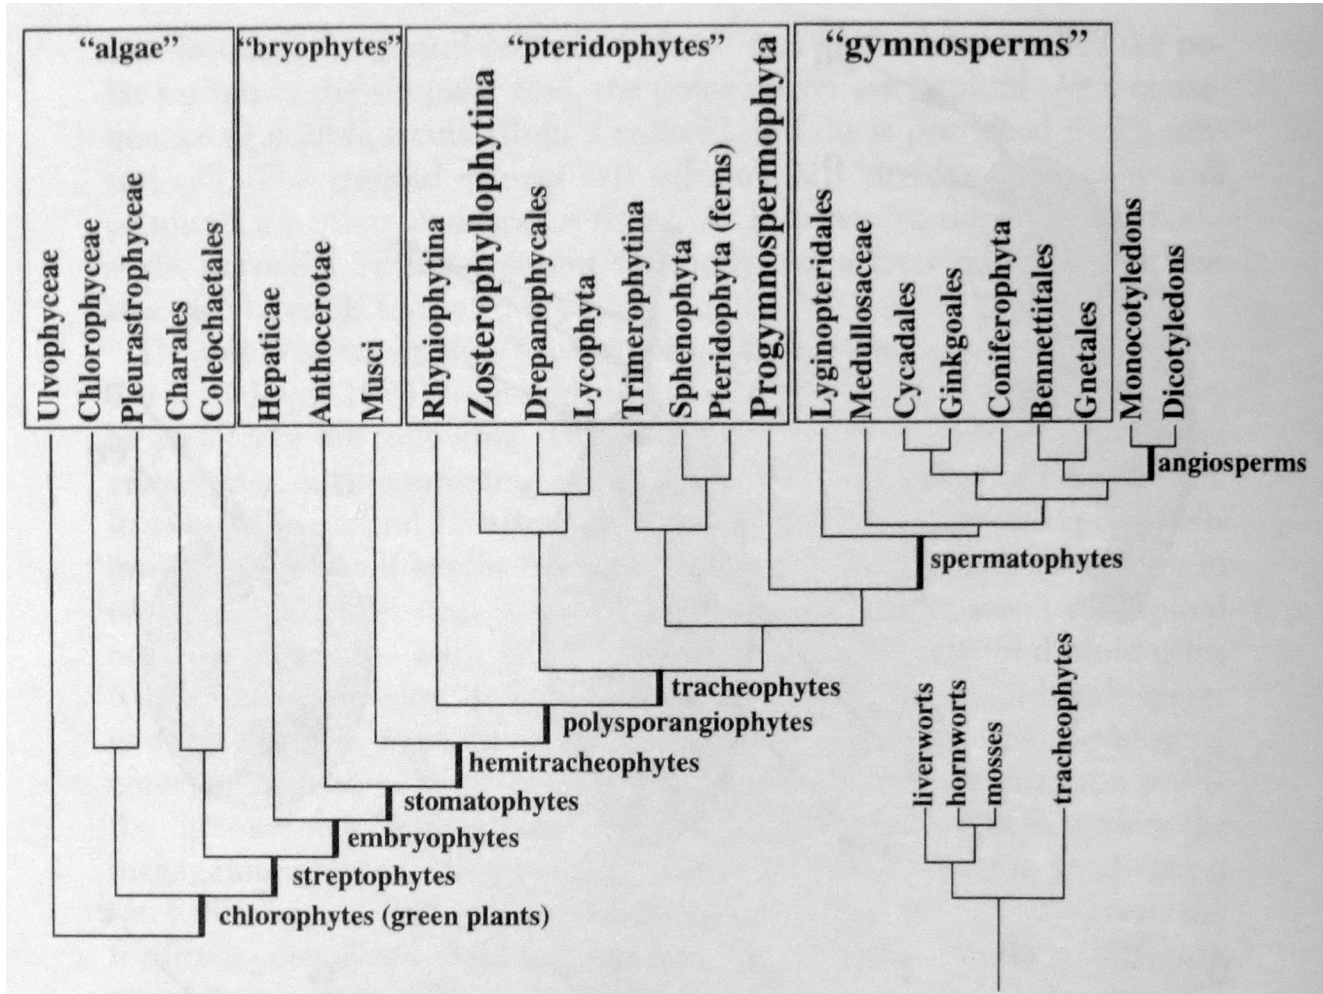 “algae”
“bryophytes”
“pteridophytes”
“gymnosperms”
Ulvophyceae
Chlorophyceae
Pleurastrophyceae
Charales
Coleochaetales
Hepaticae
Anthocerotae
Musci
Rhyniophytina
Zosterophyllophytina
Drepanophycales
Lycophyta
Trimerophytina
Sphenophyta
Pteridophyta (ferns)
Progymnospermophyta
Lyginopteridales
Medullosaceae
Cycadales
Ginkgoales
Coniferophyta
Bennettitales
Gnetales
Monocotyledons
Dicotyledons
angiosperms
spermatophytes
tracheophytes
polysporangiophytes
hemitracheophytes
stomatophytes
embryophytes
streptophytes
chlorophytes (green plants)
liverworts
hornworts
mosses
tracheophytes